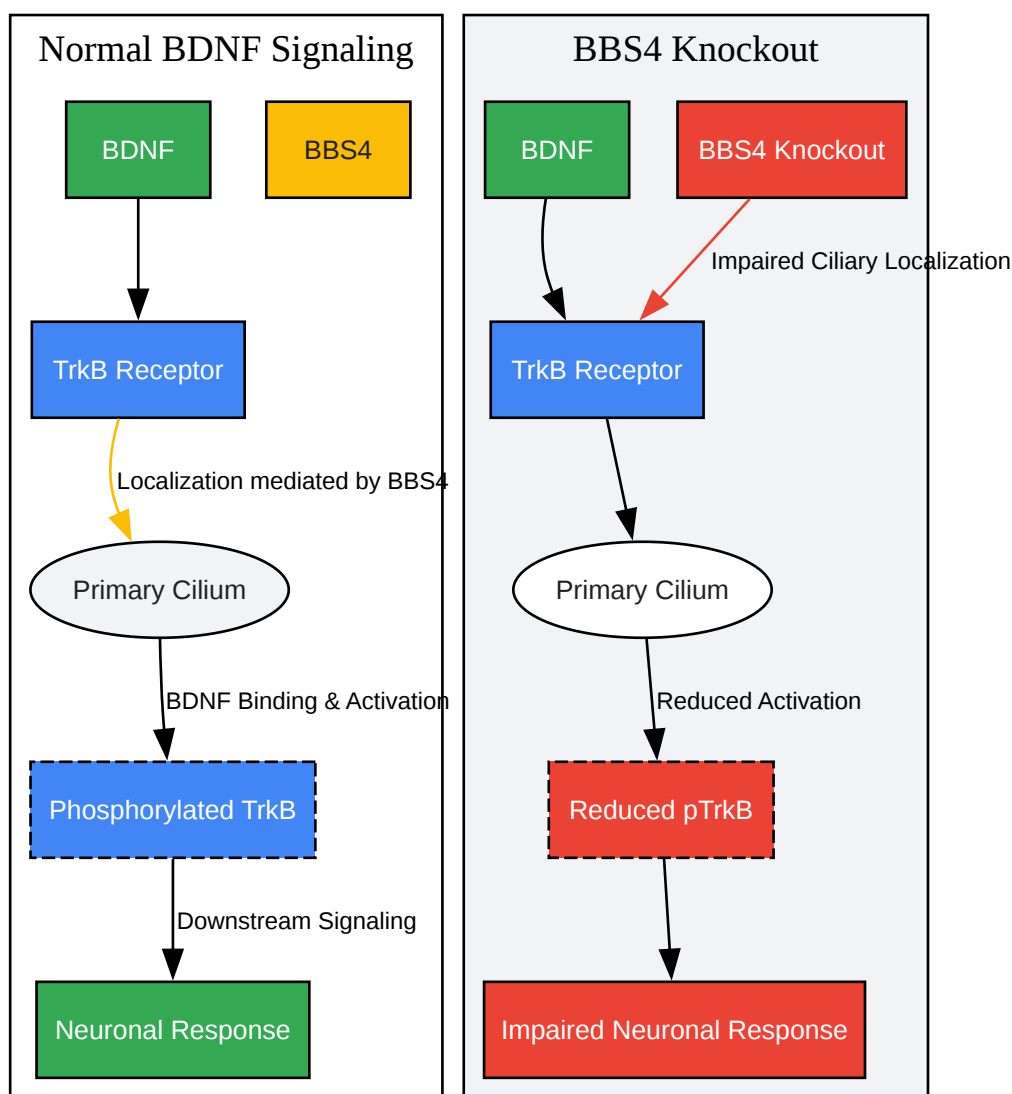 Normal BDNF Signaling
BDNF
BBS4
TrkB Receptor
Localization mediated by BBS4
Primary Cilium
BDNF Binding & Activation
Phosphorylated TrkB
Downstream Signaling
Neuronal Response
BBS4 Knockout
BDNF
BBS4 Knockout
Impaired Ciliary Localization
TrkB Receptor
Primary Cilium
Reduced Activation
Reduced pTrkB
Impaired Neuronal Response